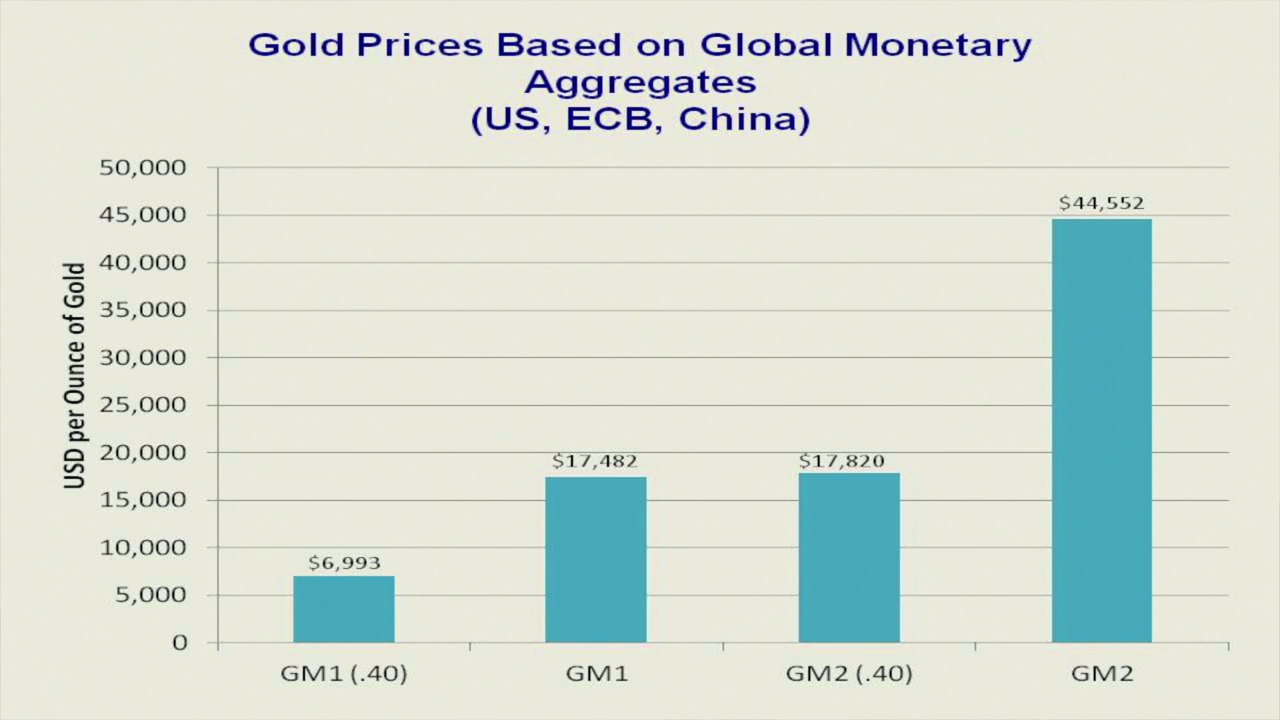 Gold Prices Based on Global Monetary
Aggregates
(US, ECB, China)
USD per Ounce of Gold
50,000
45,000
40,000
35,000
30,000
25,000
20,000
15,000
10,000
5,000
0
$6,993
$17,482
$17,820
$44,552
GM1 (.40)
GM1
GM2 (.40)
GM2